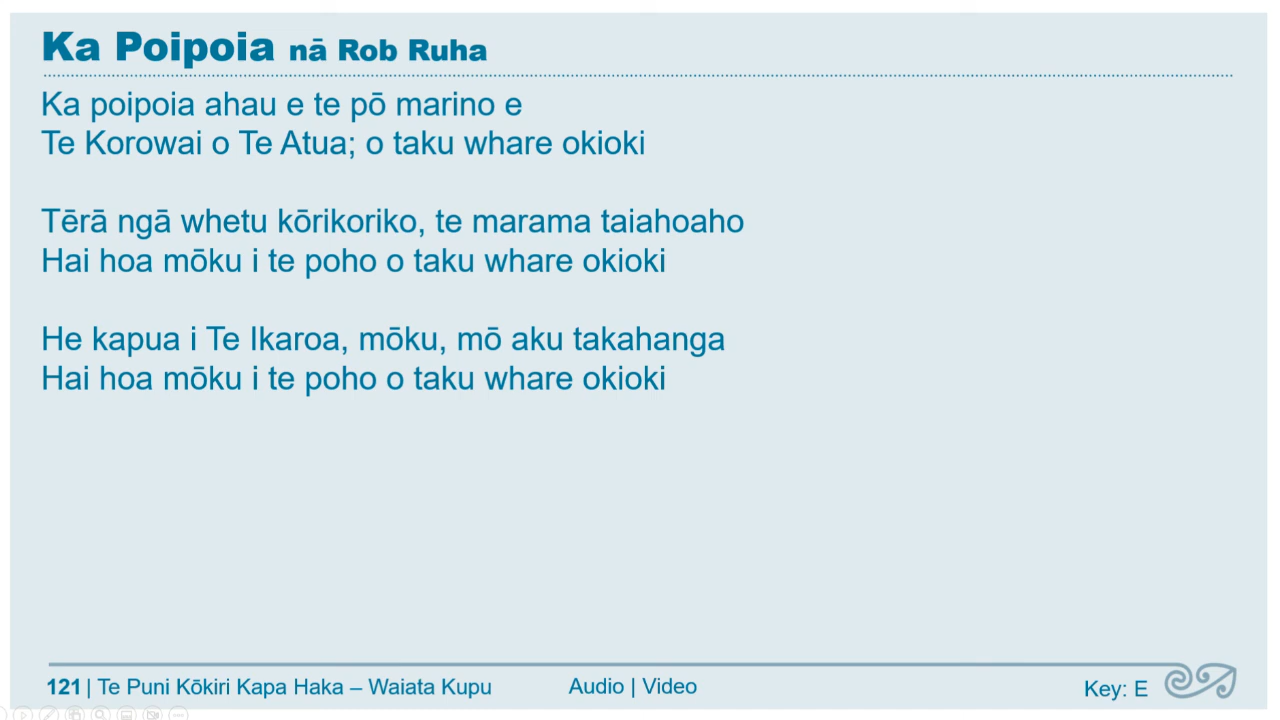 Ka Poipoia nā Rob Ruha
Ka poipoia ahau e te pō marino e
Te Korowai o Te Atua; o taku whare okioki
Tērā ngā whetu kōrikoriko, te marama taiahoaho
Hai hoa mōku i te poho o taku whare okioki
He kapua i Te Ikaroa, mōku, mō aku takahanga
Hai hoa mōku i te poho o taku whare okioki
121 | Te Puni Kōkiri Kapa Haka – Waiata Kupu
Audio | Video
Key: E